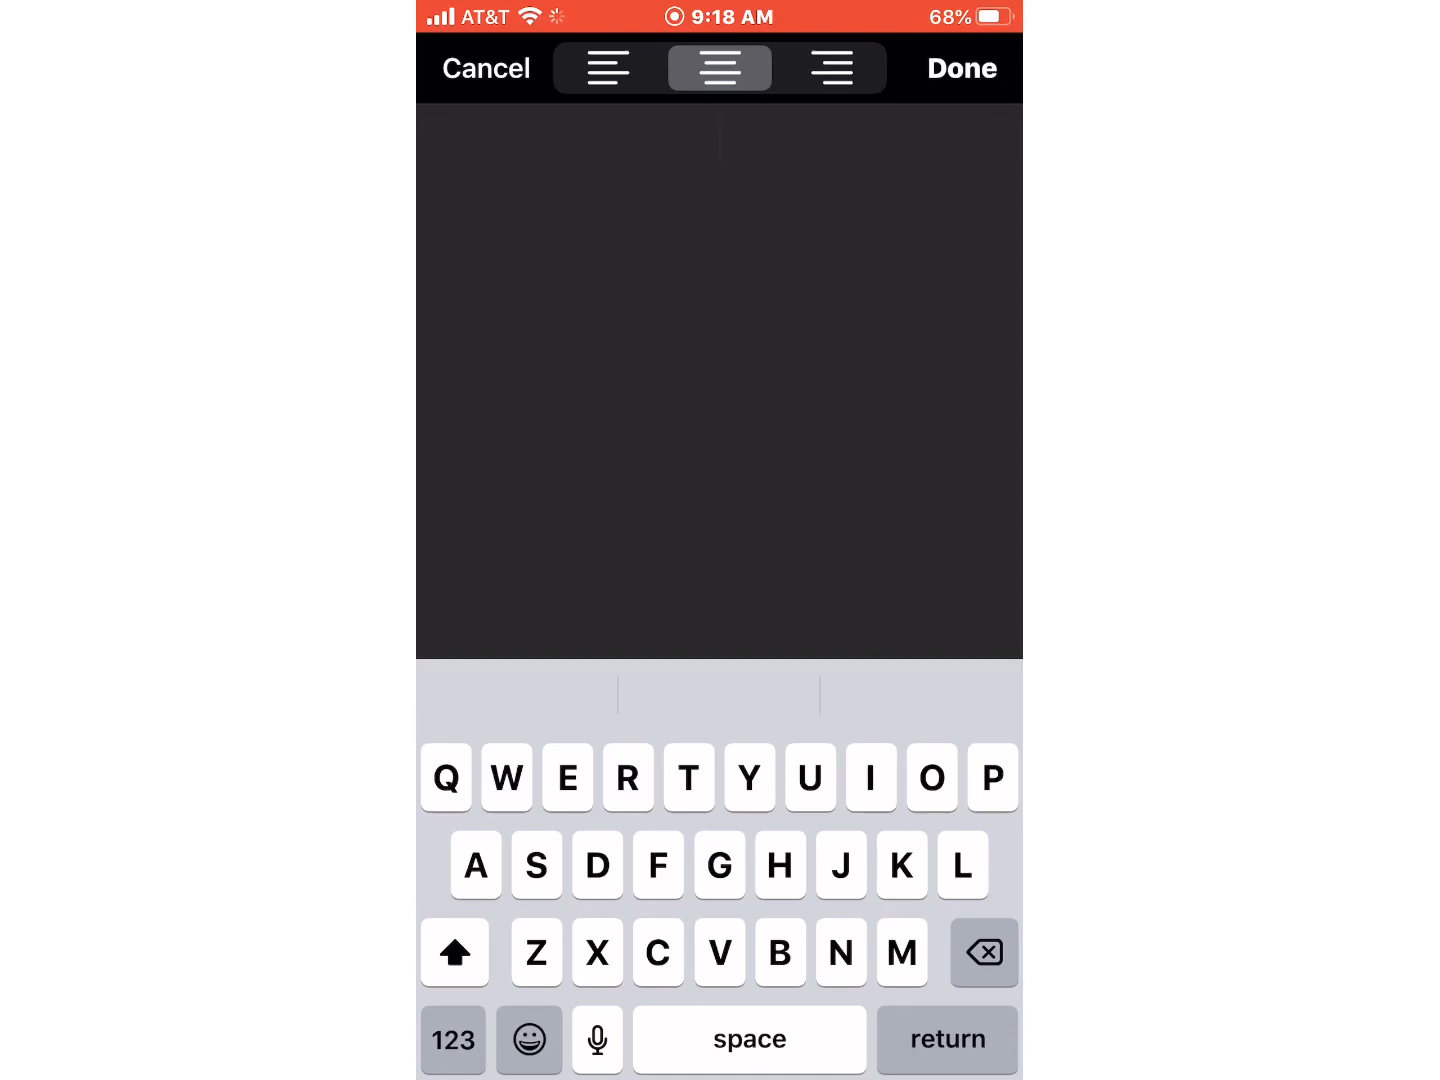 AT&T 9:18 AM 68%
Cancel Done
Q W E R T Y U I O P
A S D F G H J K L
Z X C V B N M
123 space return